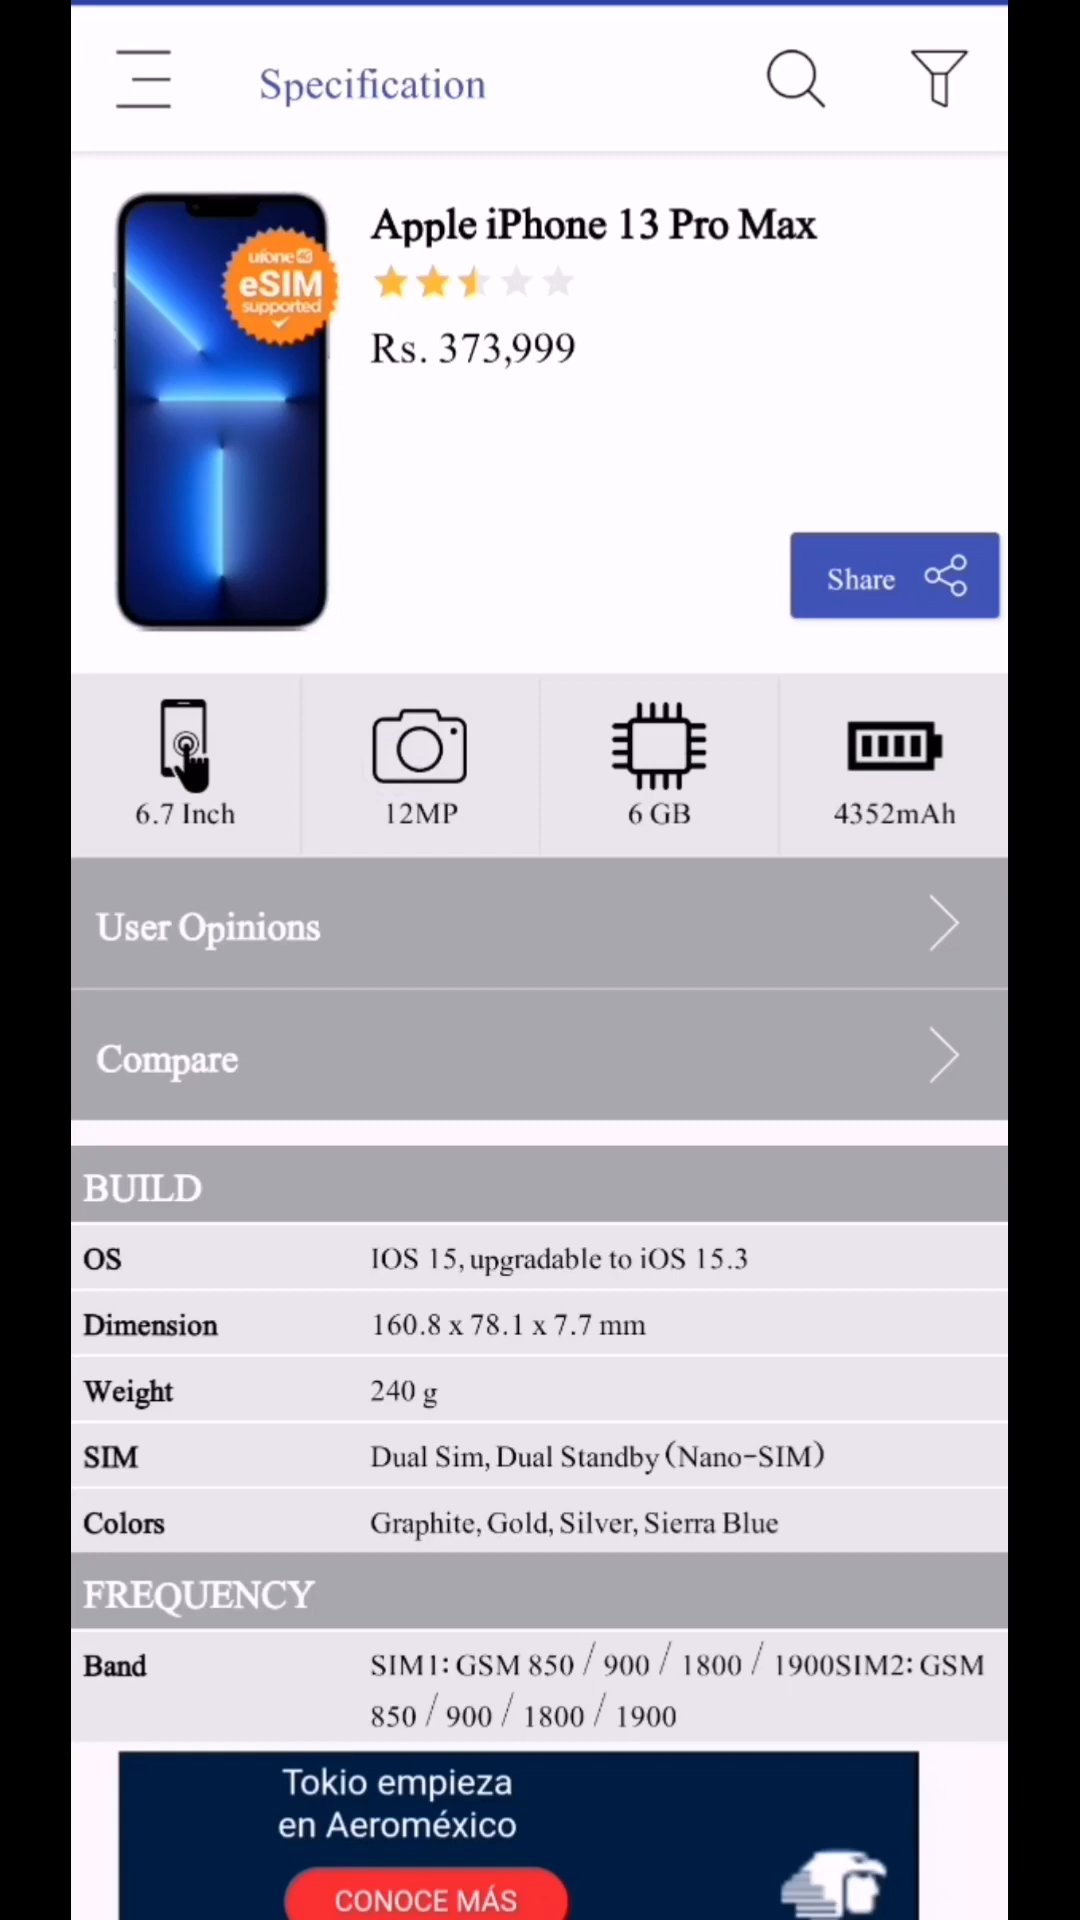 Specification
Apple iPhone 13 Pro Max
ufone 4G
eSIM
supported
Rs. 373,999
Share
6.7 Inch
12MP
6 GB
4352mAh
User Opinions
Compare
BUILD
OS IOS 15, upgradable to iOS 15.3
Dimension 160.8 x 78.1 x 7.7 mm
Weight 240 g
SIM Dual Sim, Dual Standby (Nano-SIM)
Colors Graphite, Gold, Silver, Sierra Blue
FREQUENCY
Band SIM1: GSM 850 / 900 / 1800 / 1900SIM2: GSM
850 / 900 / 1800 / 1900
Tokio empieza
en Aeroméxico
CONOCE MÁS